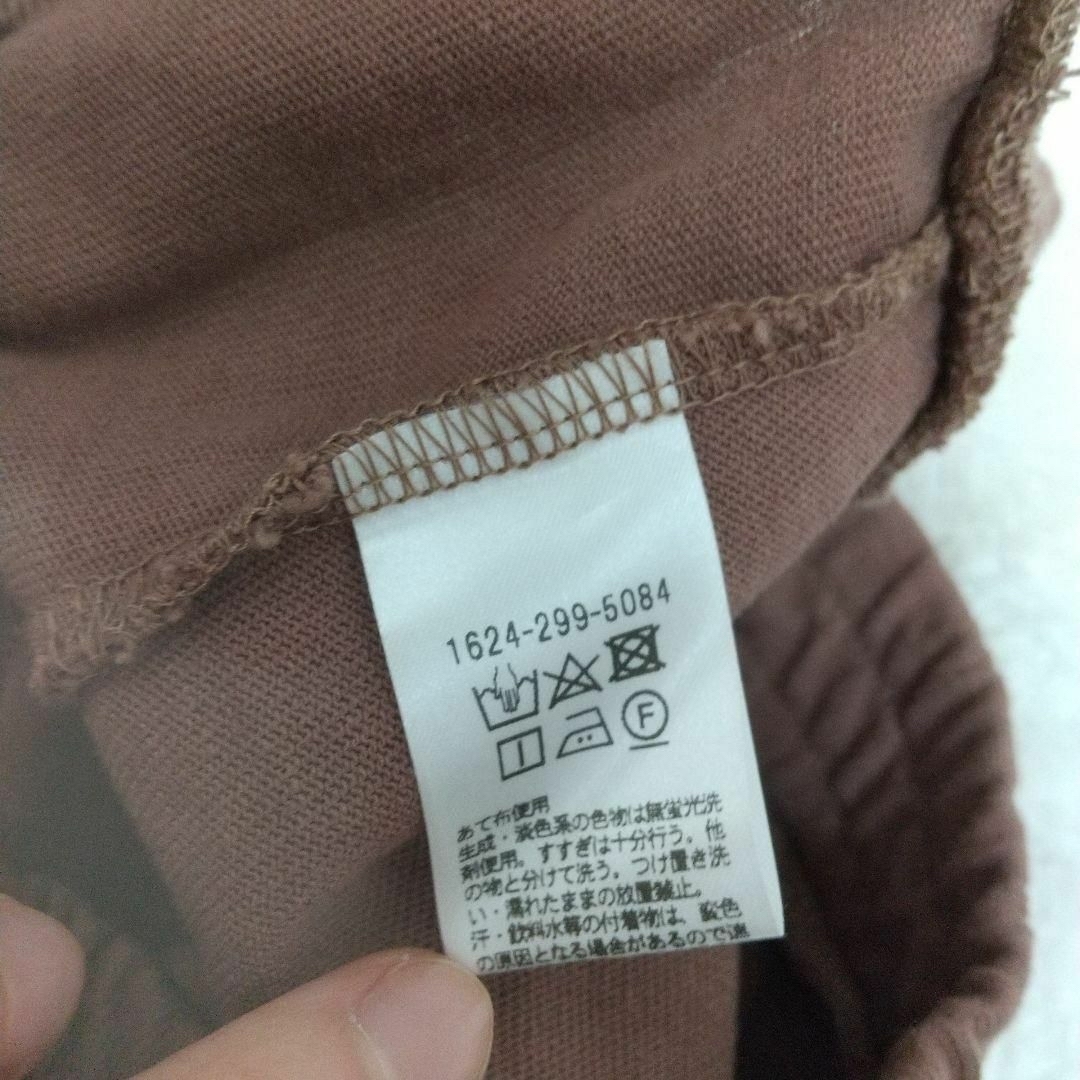 1624-299-5084
F
あて布使用
生成・淡色系の色物は無蛍光洗
剤使用。すすぎは十分行う。他
の物と分けて洗う。つけ置き洗
い・濡れたままの放置禁止。
汗・飲料水等の付着物は、変色
の原因となる場合があるので速